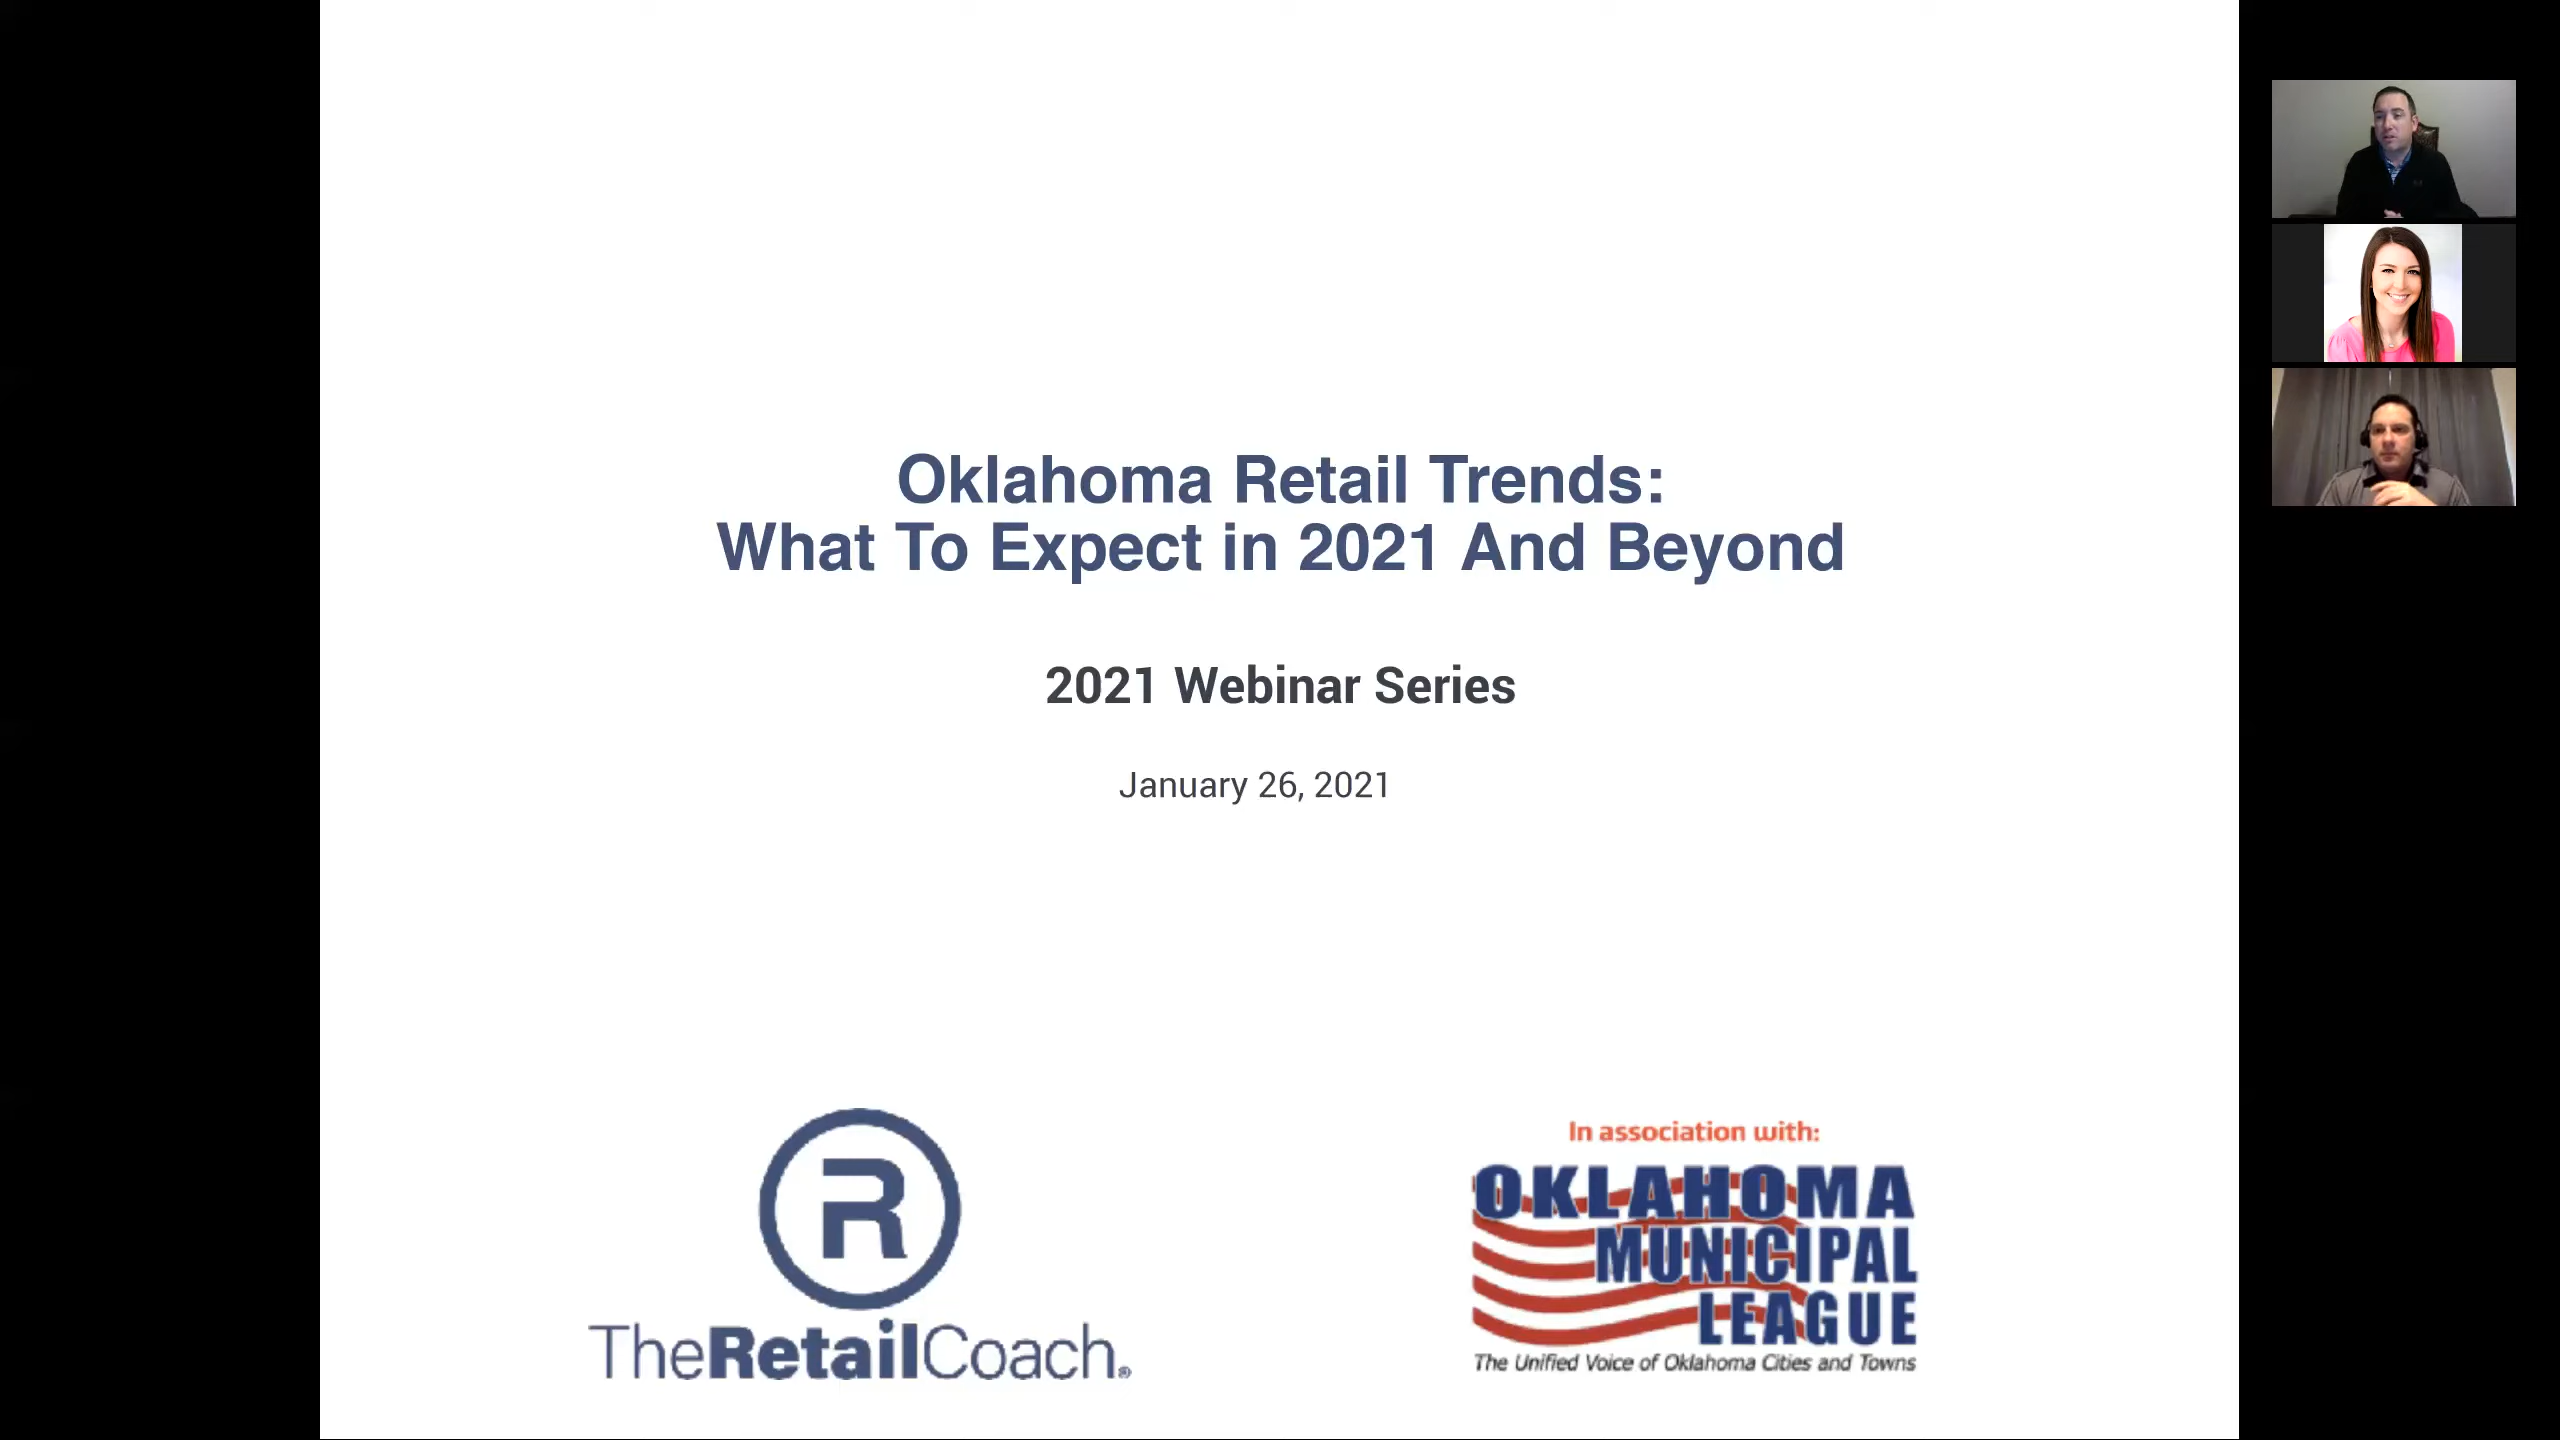 Oklahoma Retail Trends:
What To Expect in 2021 And Beyond
2021 Webinar Series
January 26, 2021
R
TheRetailCoach®
In association with:
OKLAHOMA
MUNICIPAL
LEAGUE
The Unified Voice of Oklahoma Cities and Towns